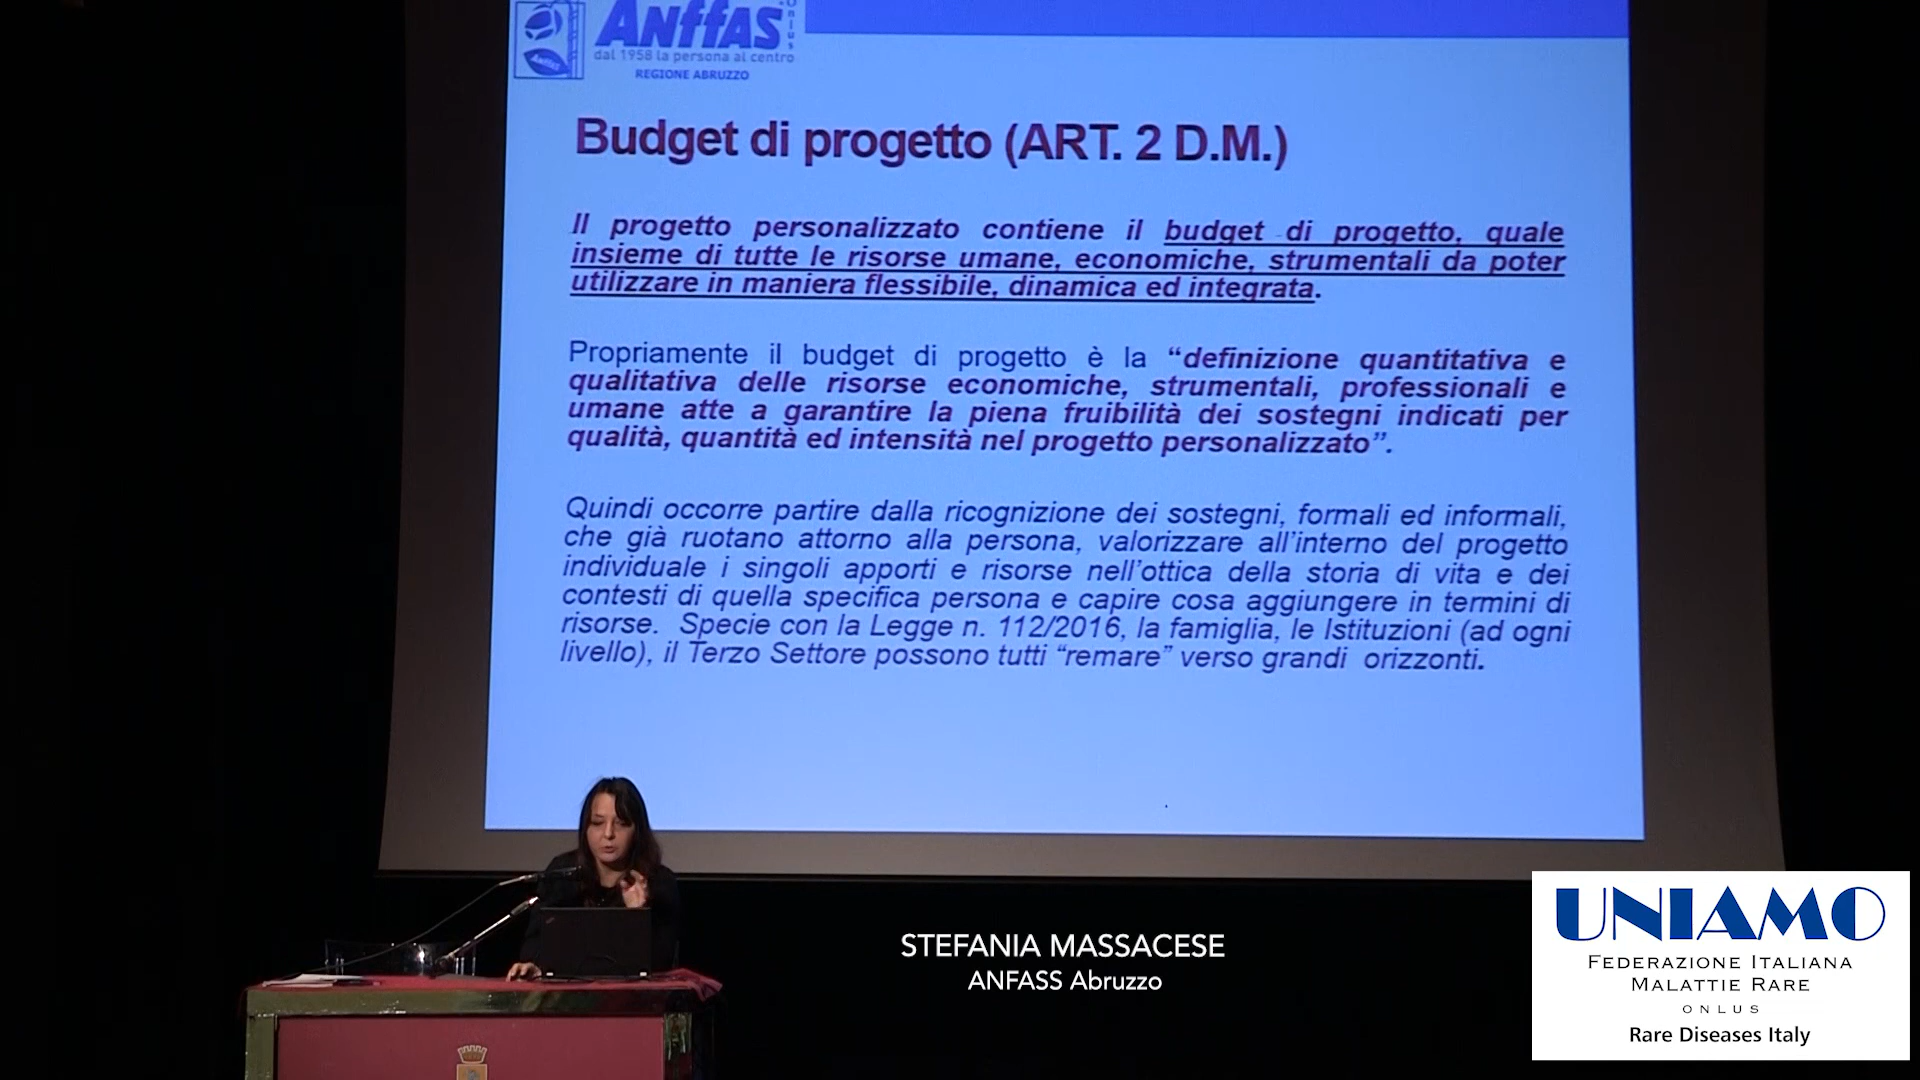 Anffas
Onlus
dal 1958 la persona al centro
REGIONE ABRUZZO
Budget di progetto (ART. 2 D.M.)
Il progetto personalizzato contiene il budget di progetto, quale
insieme di tutte le risorse umane, economiche, strumentali da poter
utilizzare in maniera flessibile, dinamica ed integrata.
Propriamente il budget di progetto è la “definizione quantitativa e
qualitativa delle risorse economiche, strumentali, professionali e
umane atte a garantire la piena fruibilità dei sostegni indicati per
qualità, quantità ed intensità nel progetto personalizzato”.
Quindi occorre partire dalla ricognizione dei sostegni, formali ed informali,
che già ruotano attorno alla persona, valorizzare all’interno del progetto
individuale i singoli apporti e risorse nell’ottica della storia di vita e dei
contesti di quella specifica persona e capire cosa aggiungere in termini di
risorse. Specie con la Legge n. 112/2016, la famiglia, le Istituzioni (ad ogni
livello), il Terzo Settore possono tutti “remare” verso grandi orizzonti.
STEFANIA MASSACESE
ANFASS Abruzzo
UNIAMO
FEDERAZIONE ITALIANA
MALATTIE RARE
ONLUS
Rare Diseases Italy